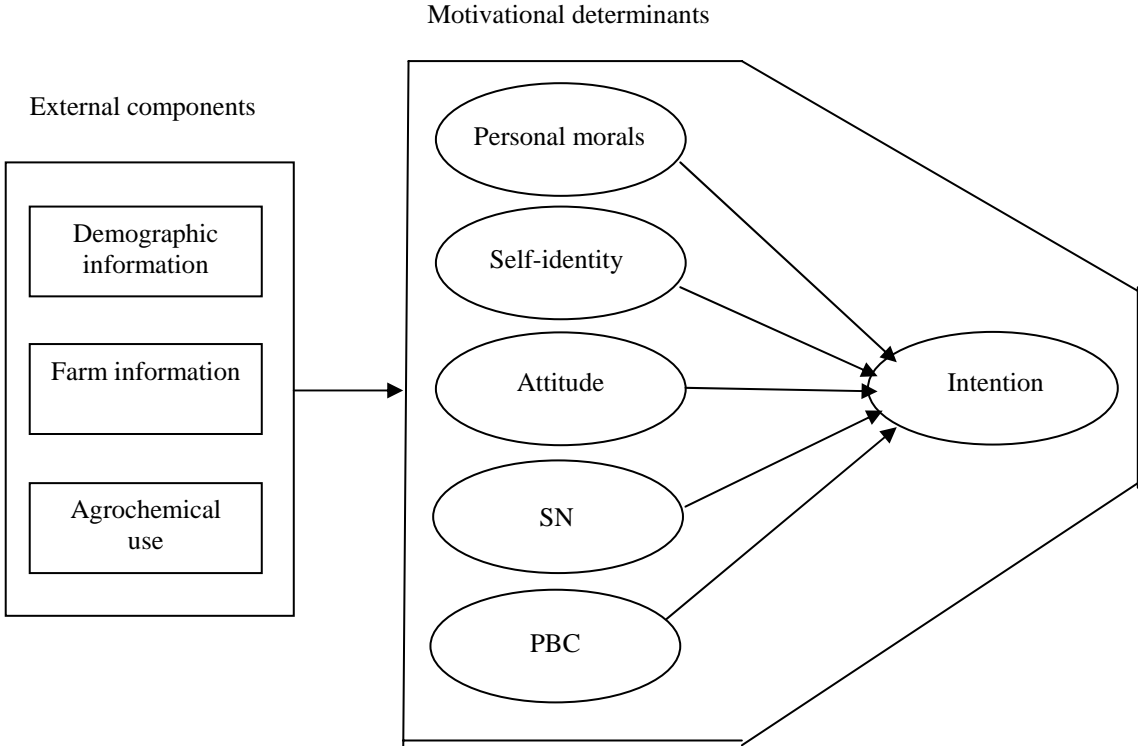 Motivational determinants
External components
Demographic
information
Farm information
Agrochemical
use
Personal morals
Self-identity
Attitude
SN
PBC
Intention